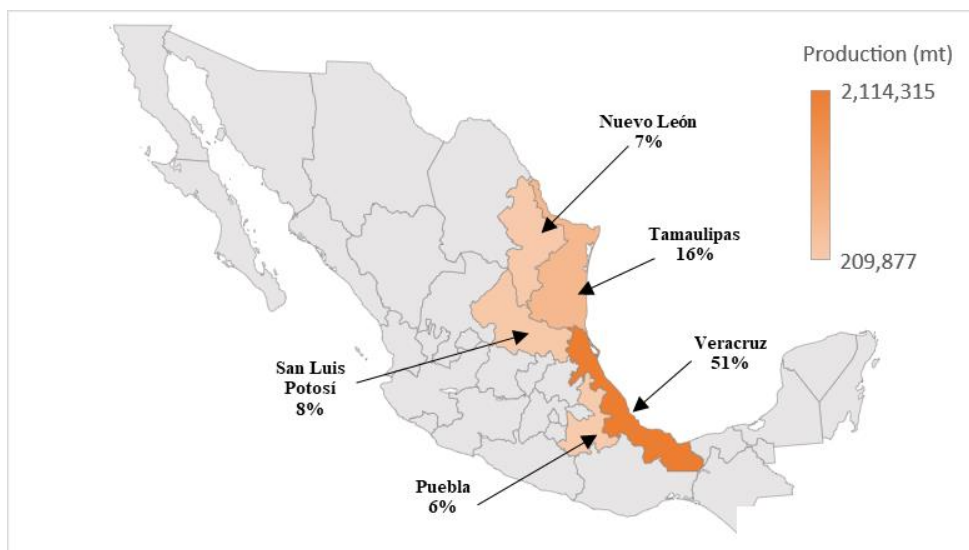 Production (mt)
2,114,315
209,877
Nuevo León
7%
Tamaulipas
16%
Veracruz
51%
San Luis
Potosí
8%
Puebla
6%